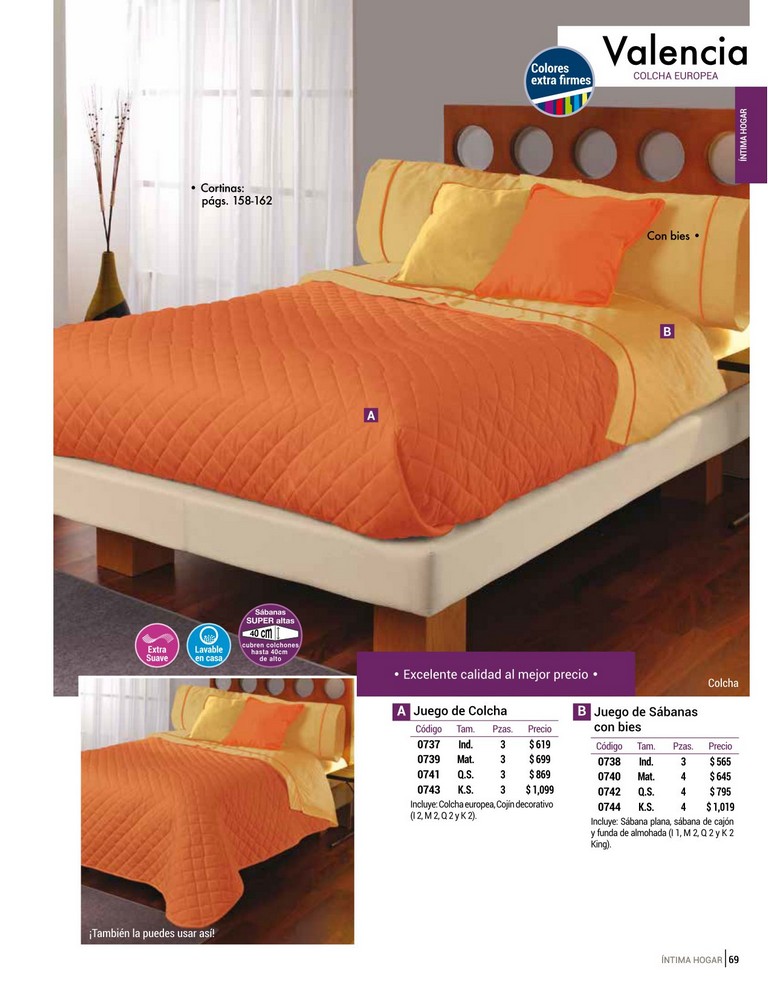 Valencia
COLCHA EUROPEA
Colores
extra firmes
ÍNTIMA HOGAR
• Cortinas:
págs. 158-162
Con bies •
B
A
Extra
Suave
Lavable
en casa
Sábanas
SUPER altas
40 cm
cubren colchones
hasta 40cm
de alto
• Excelente calidad al mejor precio •
Colcha
A Juego de Colcha
Código Tam. Pzas. Precio
0737 Ind. 3 $ 619
0739 Mat. 3 $ 699
0741 Q.S. 3 $ 869
0743 K.S. 3 $ 1,099
Incluye: Colcha europea, Cojín decorativo
(I 2, M 2, Q 2 y K 2).
B Juego de Sábanas
con bies
Código Tam. Pzas. Precio
0738 Ind. 3 $ 565
0740 Mat. 4 $ 645
0742 Q.S. 4 $ 795
0744 K.S. 4 $ 1,019
Incluye: Sábana plana, sábana de cajón
y funda de almohada (I 1, M 2, Q 2 y K 2
King).
¡También la puedes usar así!
ÍNTIMA HOGAR 69